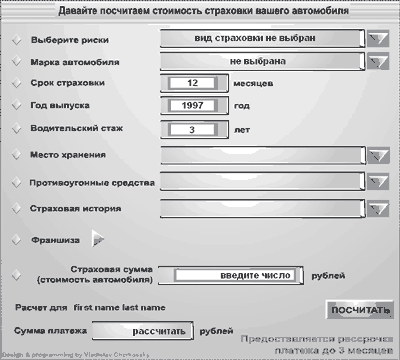 Давайте посчитаем стоимость страховки вашего автомобиля
Выберите риски вид страховки не выбран
Марка автомобиля не выбрана
Срок страховки 12 месяцев
Год выпуска 1997 год
Водительский стаж 3 лет
Место хранения
Противоугонные средства
Страховая история
Франшиза
Страховая сумма
(стоимость автомобиля) введите число рублей
Расчет для first name last name ПОСЧИТАТЬ
Сумма платежа рассчитать рублей
Предоставляется рассрочка
платежа до 3 месяцев
Design & programming by Vladislav